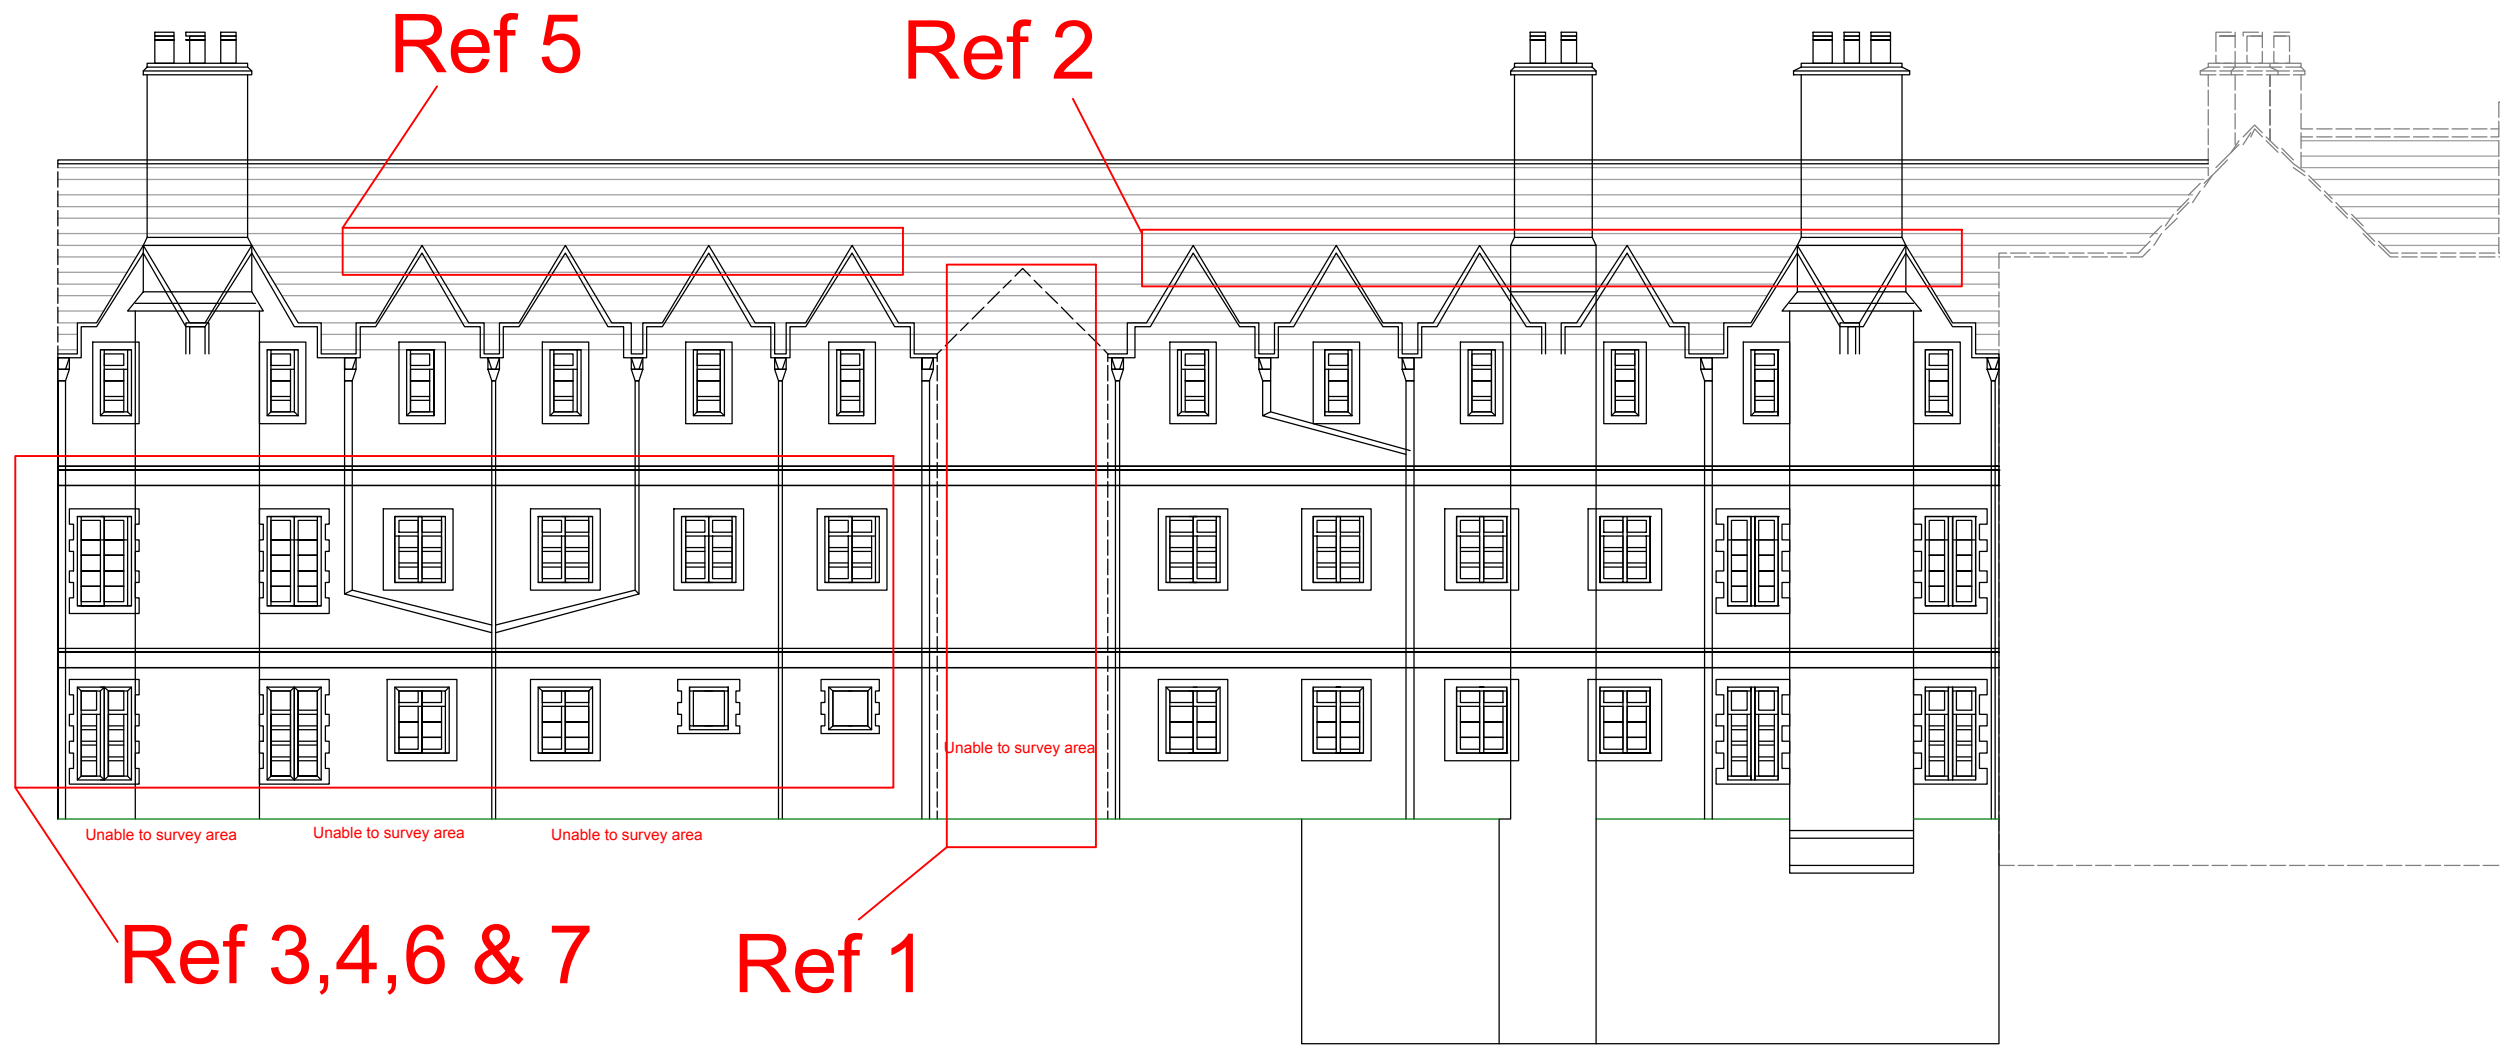 Ref 5
Ref 2
Unable to survey area
Unable to survey area
Unable to survey area
Unable to survey area
Ref 3,4,6 & 7
Ref 1